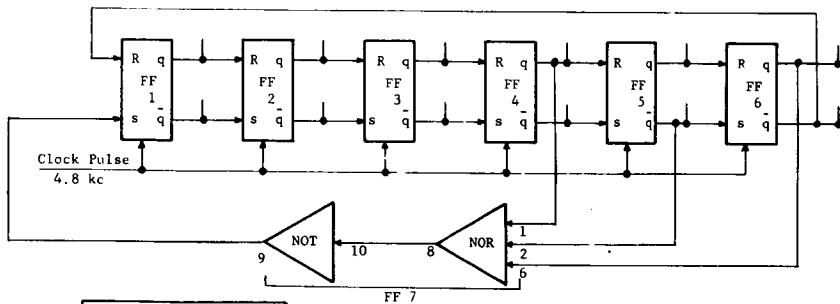 R q R q R q R q R q R q
FF FF FF FF FF FF
1 2 3 4 5 6
s q̄ s q̄ s q̄ s q̄ s q̄ s q̄
Clock Pulse
4.8 kc
NOT NOR
9 10 8 1
2
6
FF 7